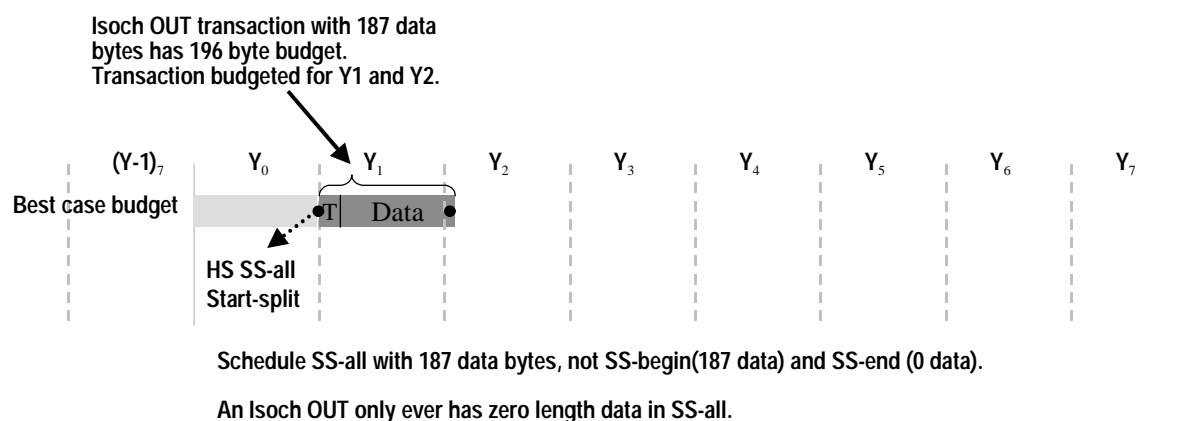 Isoch OUT transaction with 187 data
bytes has 196 byte budget.
Transaction budgeted for Y1 and Y2.
(Y-1)₇ Y₀ Y₁ Y₂ Y₃ Y₄ Y₅ Y₆ Y₇
Best case budget T Data
HS SS-all
Start-split
Schedule SS-all with 187 data bytes, not SS-begin(187 data) and SS-end (0 data).
An Isoch OUT only ever has zero length data in SS-all.